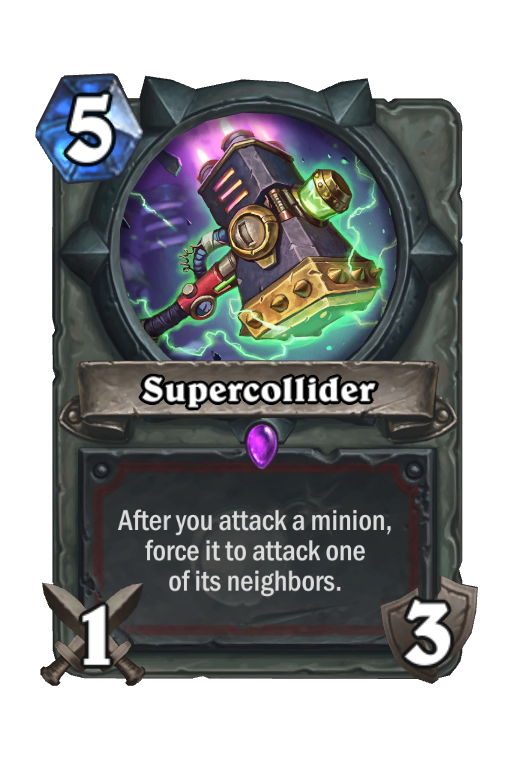 5
Supercollider
After you attack a minion,
force it to attack one
of its neighbors.
1
3